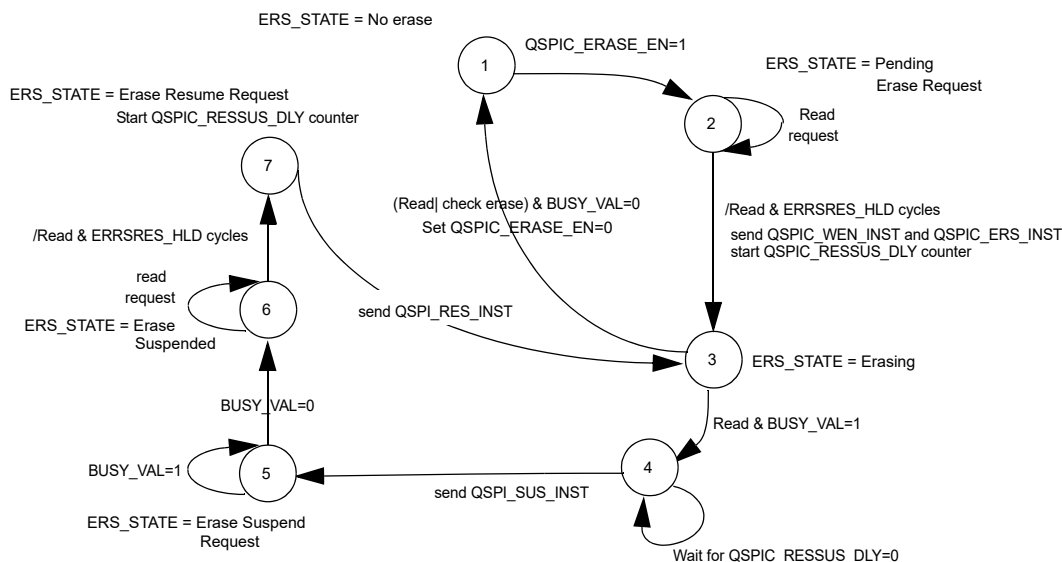 ERS_STATE = No erase
QSPIC_ERASE_EN=1
1
ERS_STATE = Pending
Erase Request
ERS_STATE = Erase Resume Request
Start QSPIC_RESSUS_DLY counter
2
Read
request
7
(Read| check erase) & BUSY_VAL=0
Set QSPIC_ERASE_EN=0
/Read & ERRSRES_HLD cycles
send QSPIC_WEN_INST and QSPIC_ERS_INST
start QSPIC_RESSUS_DLY counter
/Read & ERRSRES_HLD cycles
read
request
6
send QSPI_RES_INST
ERS_STATE = Erase
Suspended
3
ERS_STATE = Erasing
BUSY_VAL=0
Read & BUSY_VAL=1
BUSY_VAL=1
5
4
send QSPI_SUS_INST
ERS_STATE = Erase Suspend
Request
Wait for QSPIC_RESSUS_DLY=0